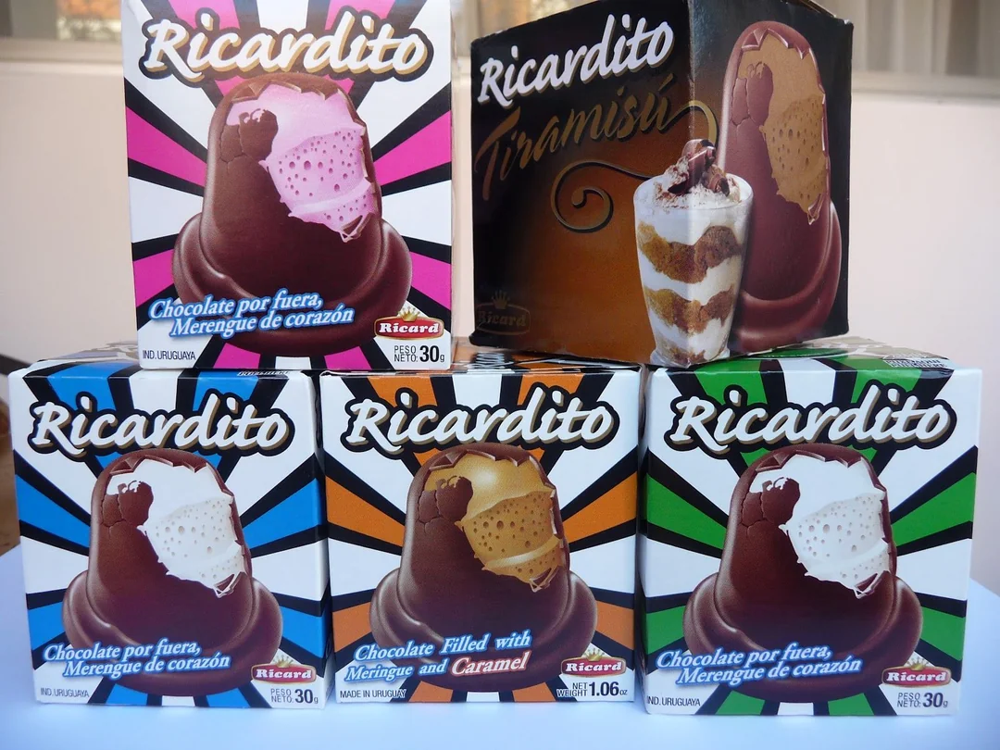 Ricardito
Chocolate por fuera,
Merengue de corazón
Ricard
IND. URUGUAYA
PESO
NETO: 30g
Ricardito
Tiramisú
Ricard
Ricardito
Chocolate por fuera,
Merengue de corazón
Ricard
IND. URUGUAYA
PESO
NETO: 30g
Ricardito
Chocolate Filled with
Meringue and Caramel
Ricard
MADE IN URUGUAY
NET
WEIGHT 1.06oz
Ricardito
Chocolate por fuera,
Merengue de corazón
Ricard
IND. URUGUAYA
PESO
NETO: 30g